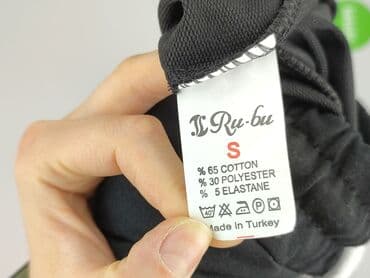 Ru-bu
S
% 65 COTTON
% 30 POLYESTER
% 5 ELASTANE
Made in Turkey